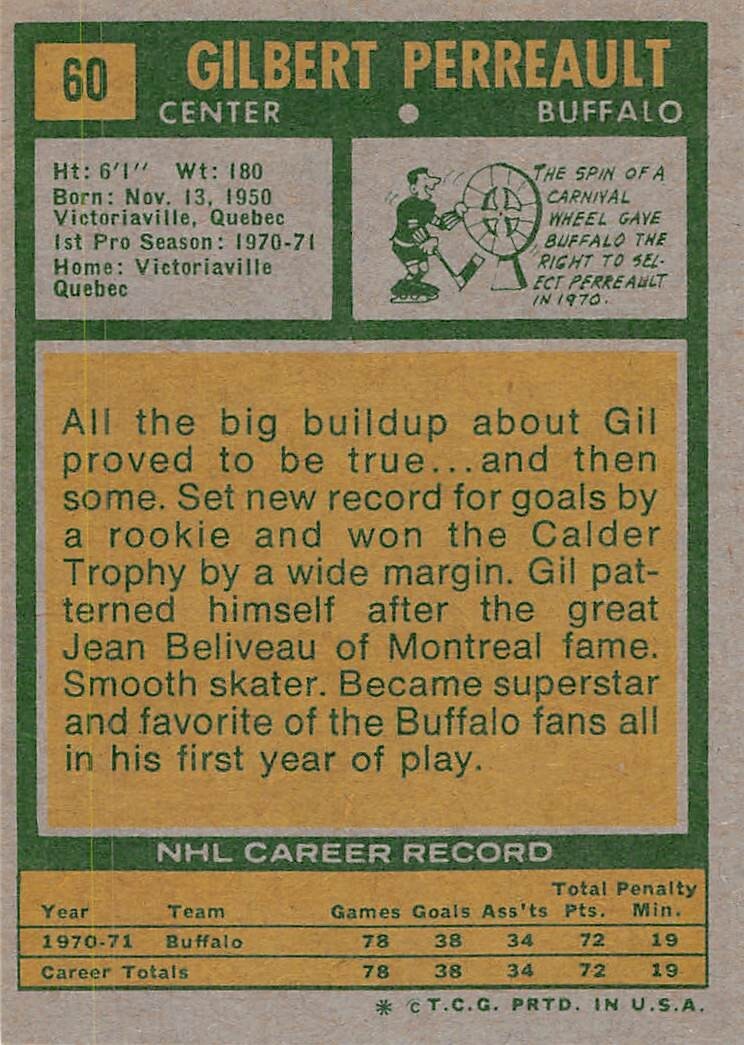 60
GILBERT PERREAULT
CENTER • BUFFALO
Ht: 6'1'' Wt: 180
Born: Nov. 13, 1950
Victoriaville, Quebec
1st Pro Season: 1970-71
Home: Victoriaville
Quebec
THE SPIN OF A
CARNIVAL
WHEEL GAVE
BUFFALO THE
RIGHT TO SEL-
ECT PERREAULT
IN 1970.
All the big buildup about Gil
proved to be true...and then
some. Set new record for goals by
a rookie and won the Calder
Trophy by a wide margin. Gil pat-
terned himself after the great
Jean Beliveau of Montreal fame.
Smooth skater. Became superstar
and favorite of the Buffalo fans all
in his first year of play.
NHL CAREER RECORD
Total Penalty
Year Team Games Goals Ass'ts Pts. Min.
1970-71 Buffalo 78 38 34 72 19
Career Totals 78 38 34 72 19
* © T.C.G. PRTD. IN U.S.A.